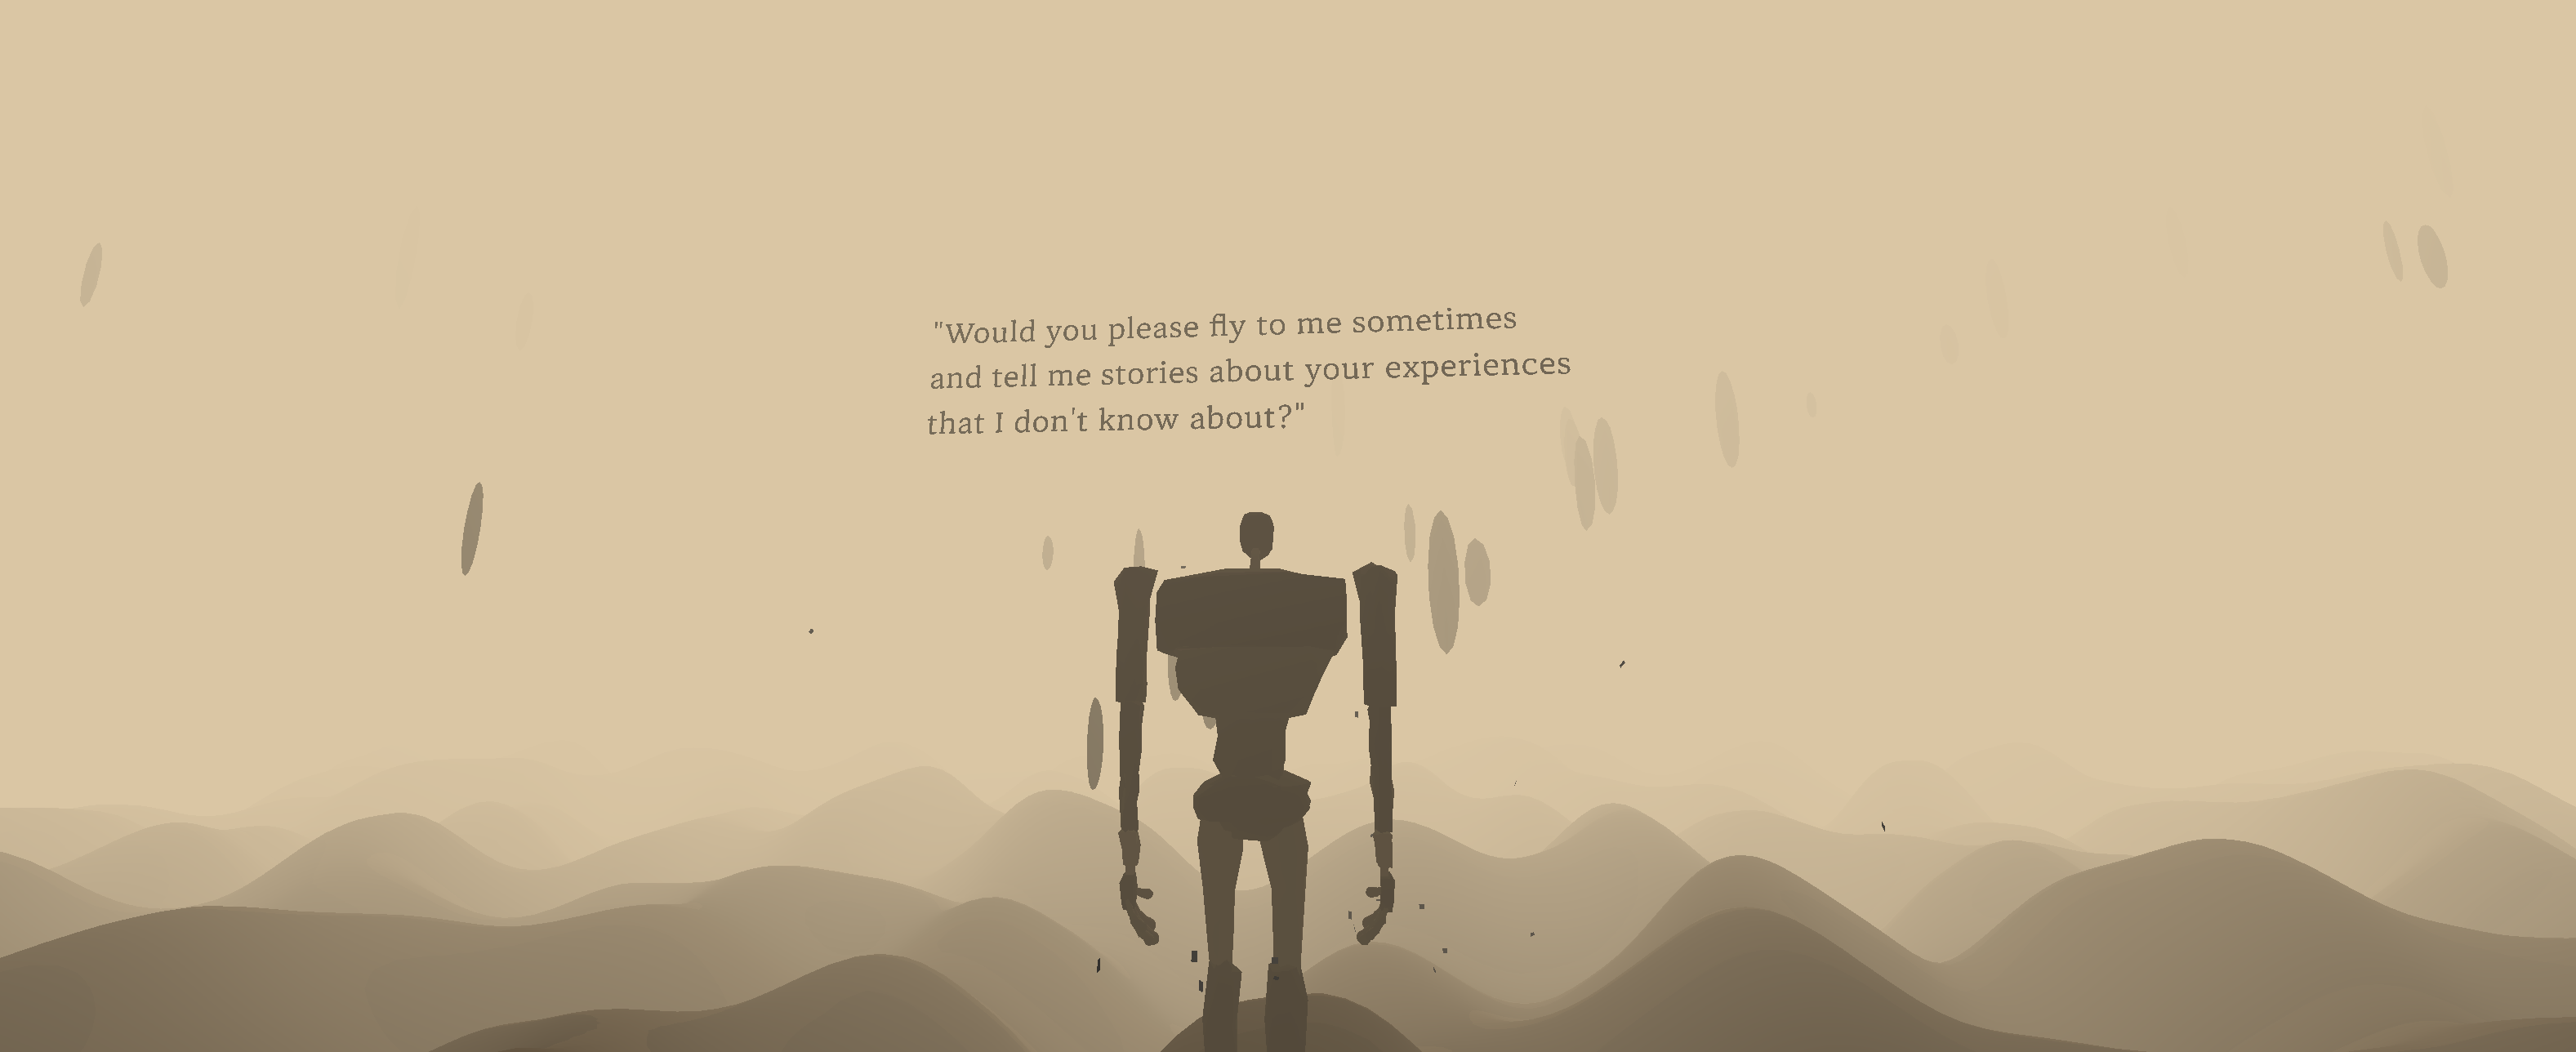 "Would you please fly to me sometimes
and tell me stories about your experiences
that I don't know about?"